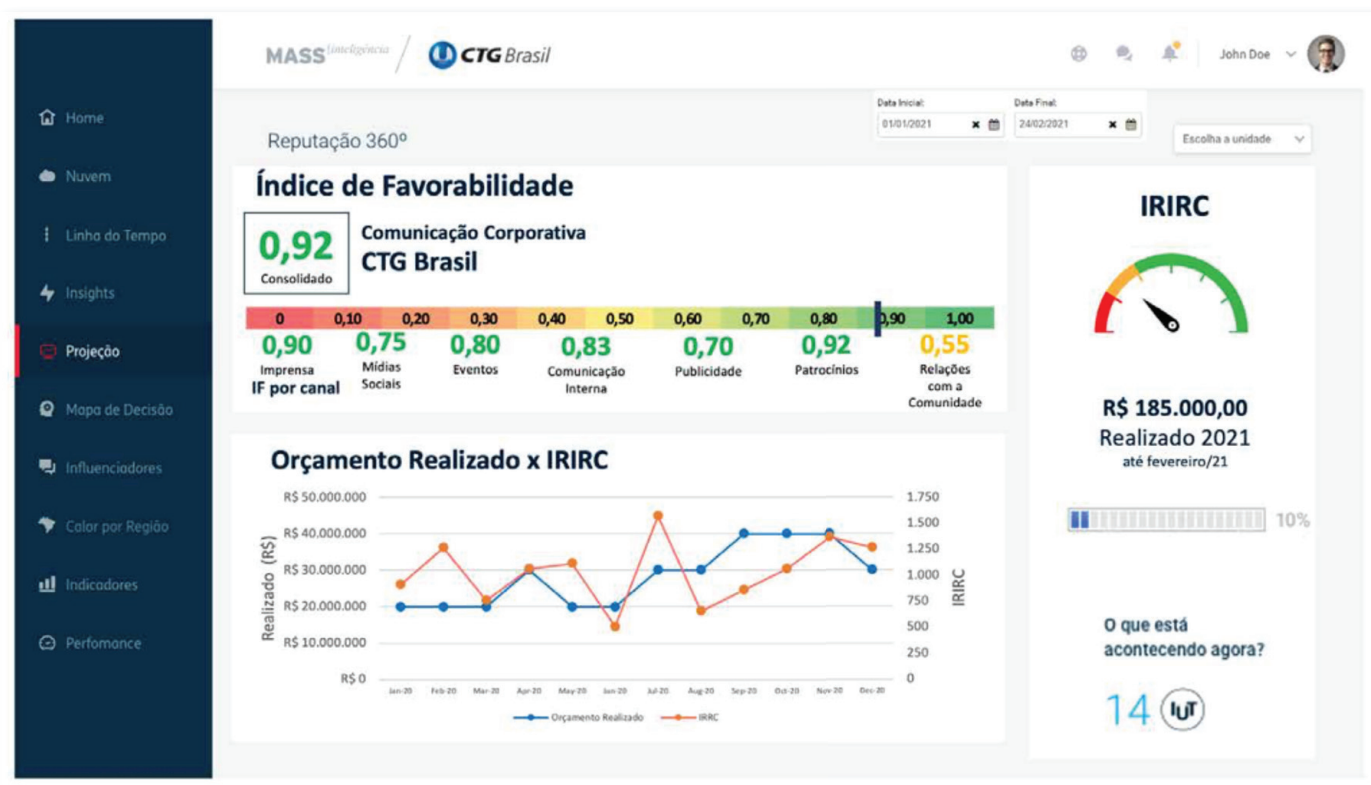 MASS Inteligência / CTG Brasil
John Doe
Home
Nuvem
Linha do Tempo
Insights
Projeção
Mapa de Decisão
Influenciadores
Calor por Região
Indicadores
Perfomance
Reputação 360º
Data Inicial:
01/01/2021
Data Final:
24/02/2021
Escolha a unidade
Índice de Favorabilidade
0,92
Consolidado
Comunicação Corporativa
CTG Brasil
0 0,10 0,20 0,30 0,40 0,50 0,60 0,70 0,80 0,90 1,00
0,90 0,75 0,80 0,83 0,70 0,92 0,55
Imprensa
Mídias
Sociais
Eventos
Comunicação
Interna
Publicidade
Patrocínios
Relações
com a
Comunidade
IF por canal
Orçamento Realizado x IRIRC
Realizado (R$)
R$ 50.000.000
R$ 40.000.000
R$ 30.000.000
R$ 20.000.000
R$ 10.000.000
R$ 0
1.750
1.500
1.250
1.000
750
500
250
0
IRIRC
Jan-20 Feb-20 Mar-20 Apr-20 May-20 Jun-20 Jul-20 Aug-20 Sep-20 Oct-20 Nov-20 Dec-20
Orçamento Realizado IRRC
IRIRC
R$ 185.000,00
Realizado 2021
até fevereiro/21
10%
O que está
acontecendo agora?
14 IUT